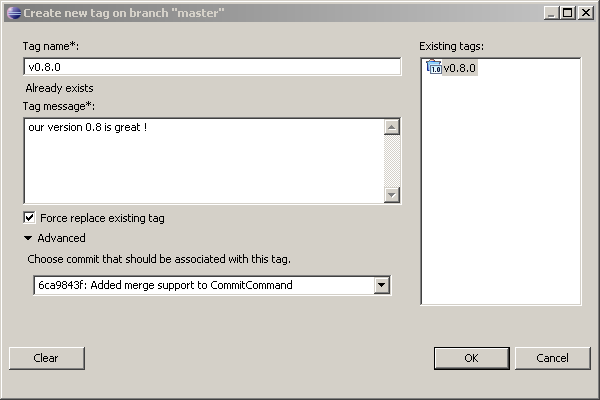 Create new tag on branch "master"
Tag name*:
v0.8.0
Already exists
Tag message*:
our version 0.8 is great !
Force replace existing tag
Advanced
Choose commit that should be associated with this tag.
6ca9843f: Added merge support to CommitCommand
Existing tags:
1.0 v0.8.0
Clear
OK
Cancel